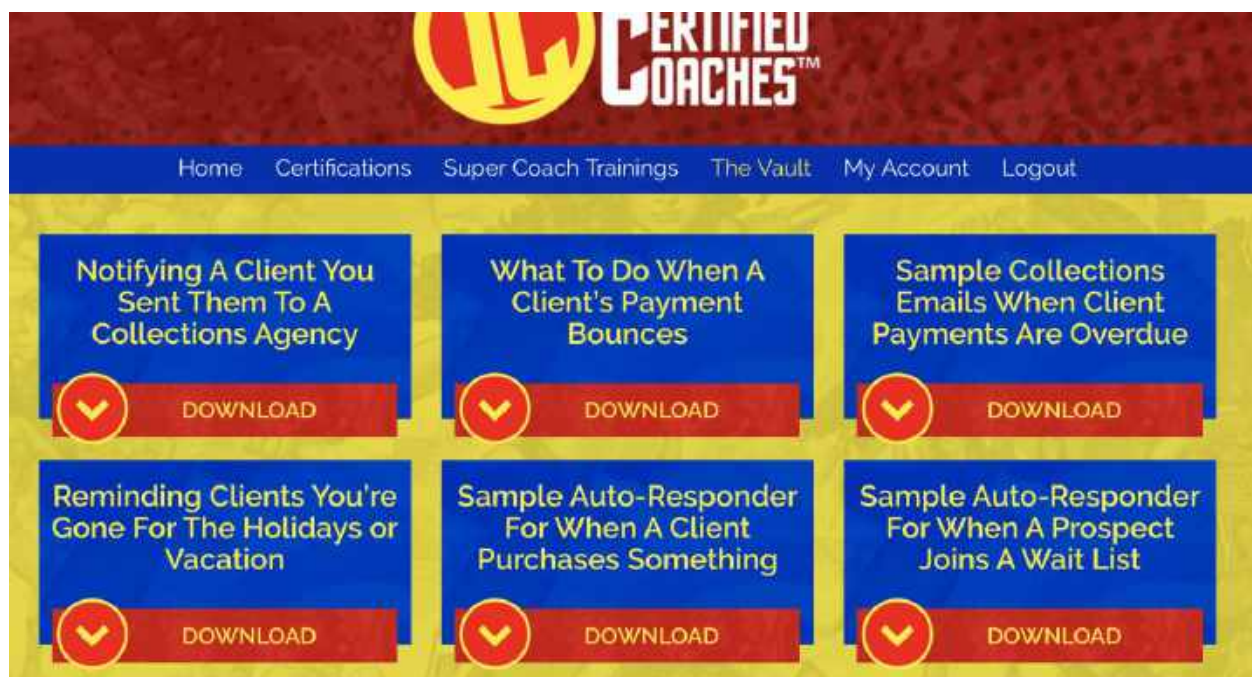 CERTIFIED
COACHES™
Home Certifications Super Coach Trainings The Vault My Account Logout
Notifying A Client You
Sent Them To A
Collections Agency
DOWNLOAD
What To Do When A
Client's Payment
Bounces
DOWNLOAD
Sample Collections
Emails When Client
Payments Are Overdue
DOWNLOAD
Reminding Clients You're
Gone For The Holidays or
Vacation
DOWNLOAD
Sample Auto-Responder
For When A Client
Purchases Something
DOWNLOAD
Sample Auto-Responder
For When A Prospect
Joins A Wait List
DOWNLOAD